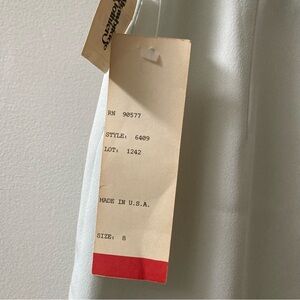 RN 90577
STYLE: 6409
LOT: 1242
MADE IN U.S.A.
SIZE: 8